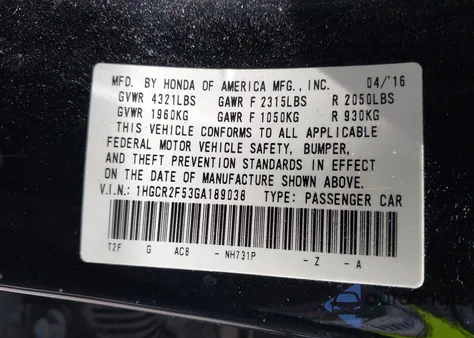 MFD. BY HONDA OF AMERICA MFG., INC. 04/'16
GVWR 4321LBS GAWR F 2315LBS R 2050LBS
GVWR 1960KG GAWR F 1050KG R 930KG
THIS VEHICLE CONFORMS TO ALL APPLICABLE
FEDERAL MOTOR VEHICLE SAFETY, BUMPER,
AND THEFT PREVENTION STANDARDS IN EFFECT
ON THE DATE OF MANUFACTURE SHOWN ABOVE.
V.I.N.: 1HGCR2F53GA189038 TYPE: PASSENGER CAR
T2F G AC8 - NH731P - Z - A